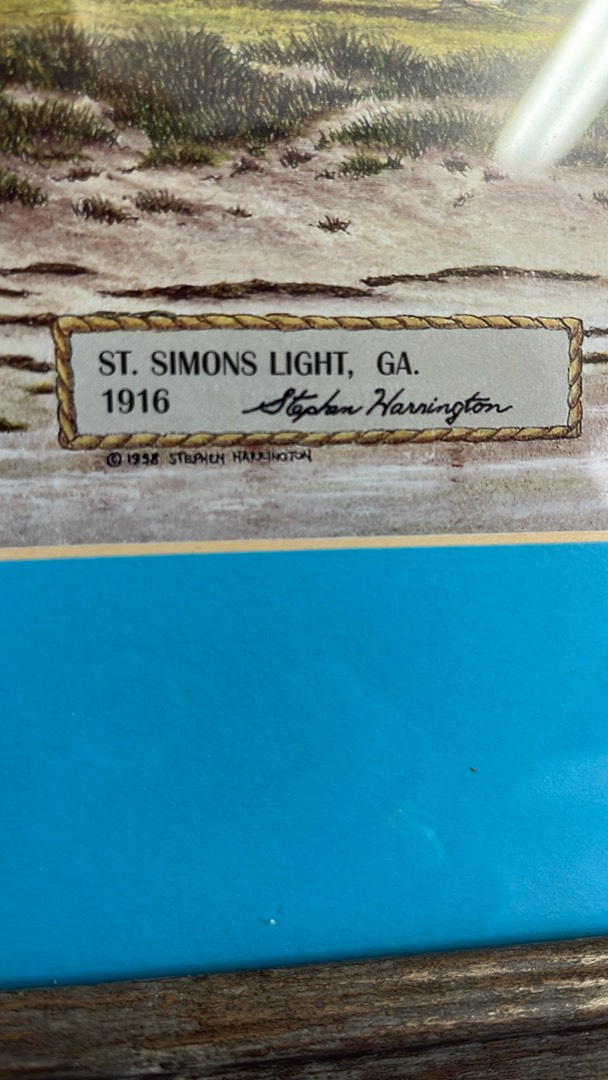 ST. SIMONS LIGHT, GA.
1916 Stephen Harrington
© 1998 STEPHEN HARRINGTON